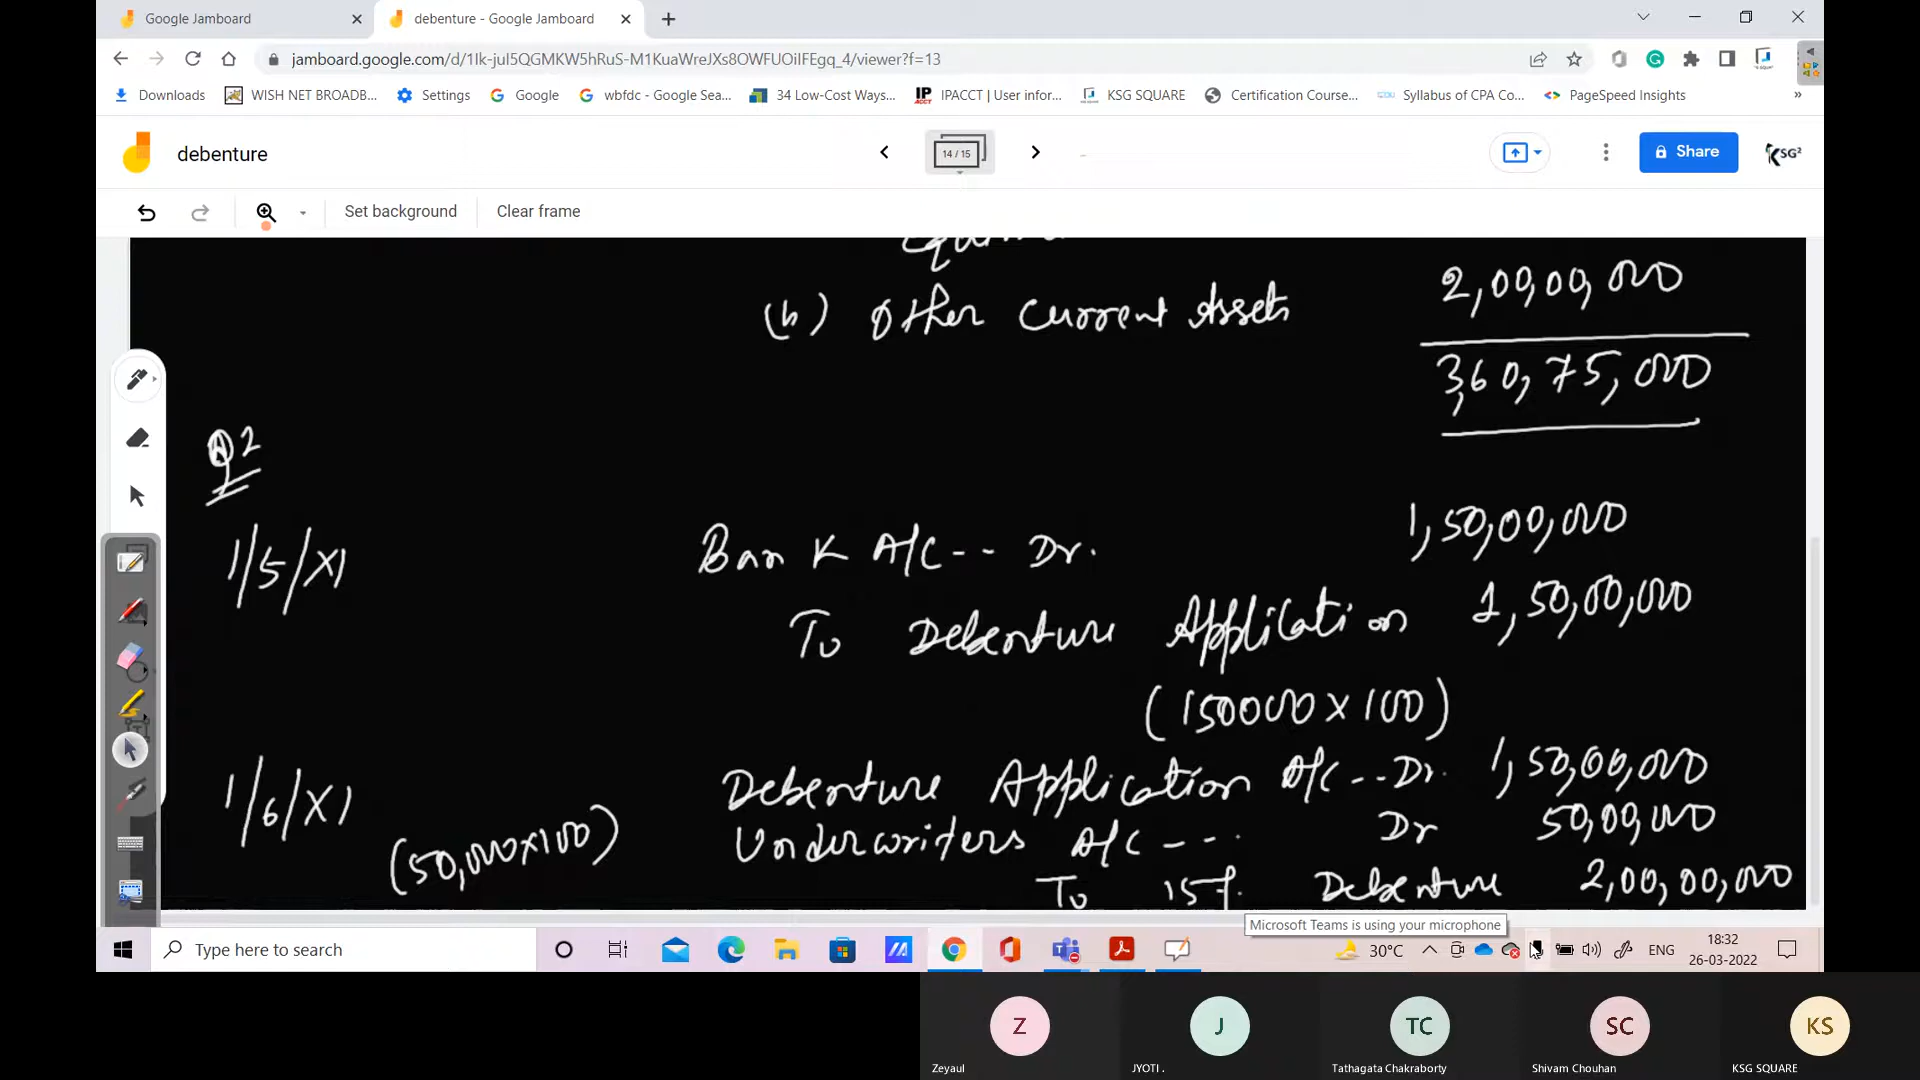 Google Jamboard
debenture - Google Jamboard
jamboard.google.com/d/1Ik-juI5QGMKW5hRuS-M1KuaWreJXs8OWFUOiIFEgq_4/viewer?f=13
Downloads WISH NET BROADB... Settings Google wbfdc - Google Sea... 34 Low-Cost Ways... IPACCT | User infor... KSG SQUARE Certification Course... Syllabus of CPA Co... PageSpeed Insights
debenture
14 / 15
Share
KSG²
Set background Clear frame
(b) Other Current Assets 2,00,00,000
3,60,75,000
Q2
1/5/X1 Bank A/C -- Dr. 1,50,00,000
To Debenture Application 1,50,00,000
(150000 x 100)
1/6/X1 Debenture Application A/C -- Dr. 1,50,00,000
(50,000x100) Underwriters A/C --- Dr 50,00,000
To 15%. Debenture 2,00,00,000
Microsoft Teams is using your microphone
Type here to search
30°C
ENG
18:32
26-03-2022
Z J TC SC KS
Zeyaul JYOTI . Tathagata Chakraborty Shivam Chouhan KSG SQUARE